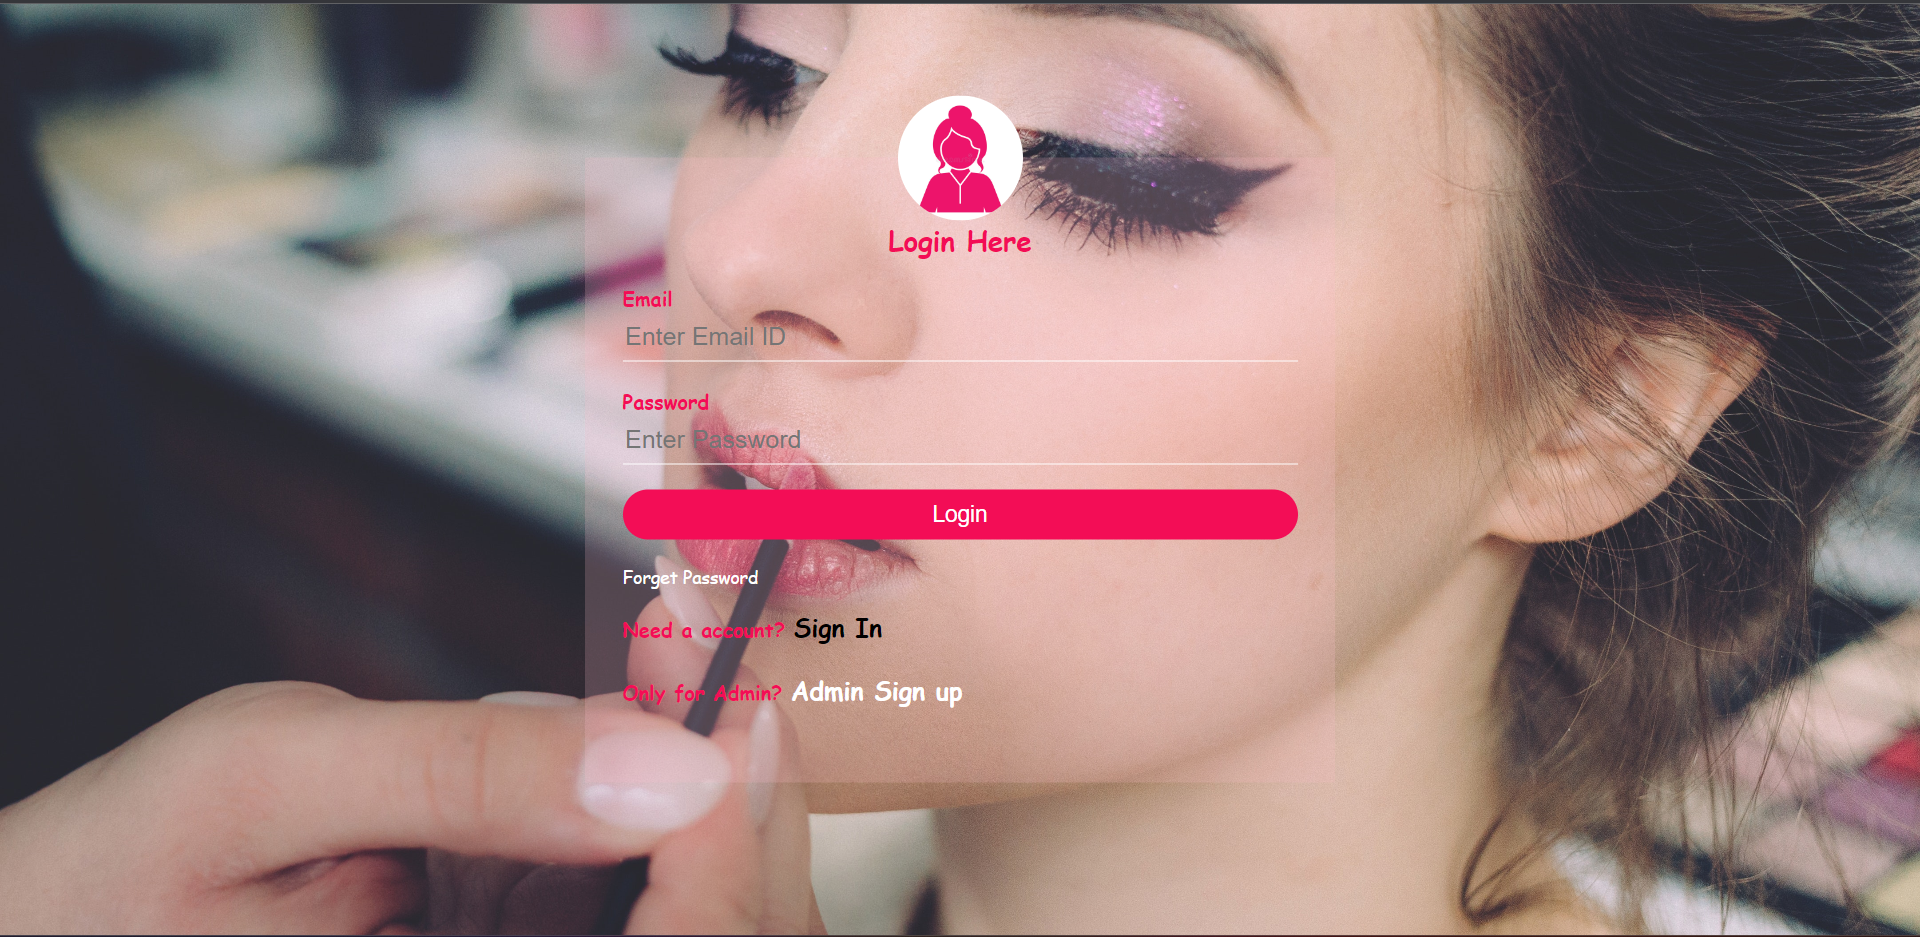 Login Here
Email
Enter Email ID
Password
Enter Password
Login
Forget Password
Need a account? Sign In
Only for Admin? Admin Sign up